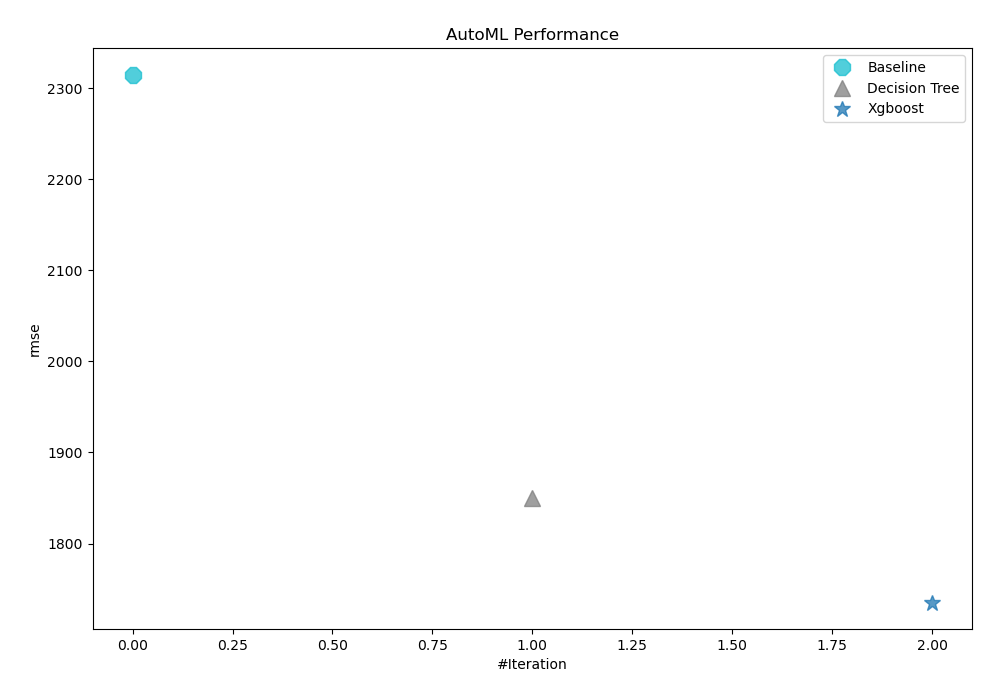 AutoML Performance
Baseline
Decision Tree
Xgboost
2300
2200
2100
2000
1900
1800
rmse
0.00 0.25 0.50 0.75 1.00 1.25 1.50 1.75 2.00
#Iteration